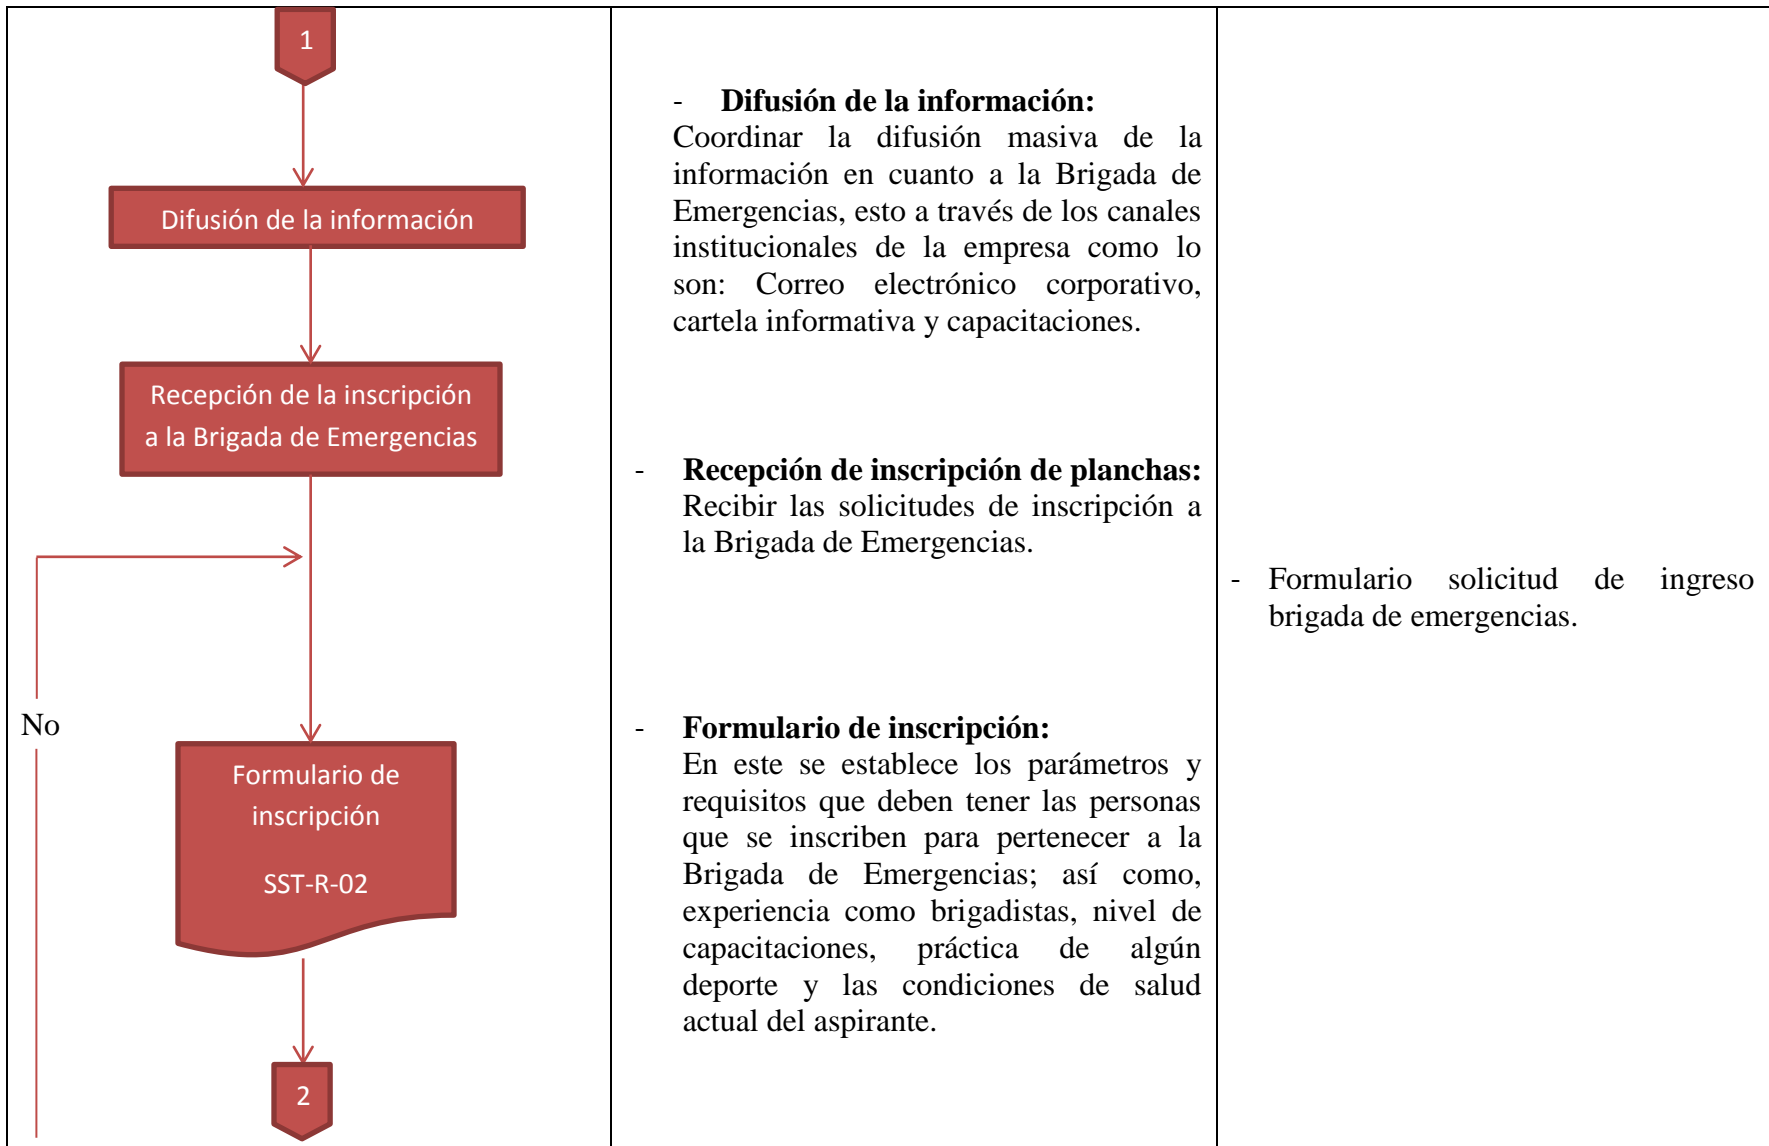 1
Difusión de la información
Recepción de la inscripción
a la Brigada de Emergencias
No
Formulario de
inscripción
SST-R-02
2
- Difusión de la información:
Coordinar la difusión masiva de la
información en cuanto a la Brigada de
Emergencias, esto a través de los canales
institucionales de la empresa como lo
son: Correo electrónico corporativo,
cartela informativa y capacitaciones.
- Recepción de inscripción de planchas:
Recibir las solicitudes de inscripción a
la Brigada de Emergencias.
- Formulario de inscripción:
En este se establece los parámetros y
requisitos que deben tener las personas
que se inscriben para pertenecer a la
Brigada de Emergencias; así como,
experiencia como brigadistas, nivel de
capacitaciones, práctica de algún
deporte y las condiciones de salud
actual del aspirante.
- Formulario solicitud de ingreso
brigada de emergencias.